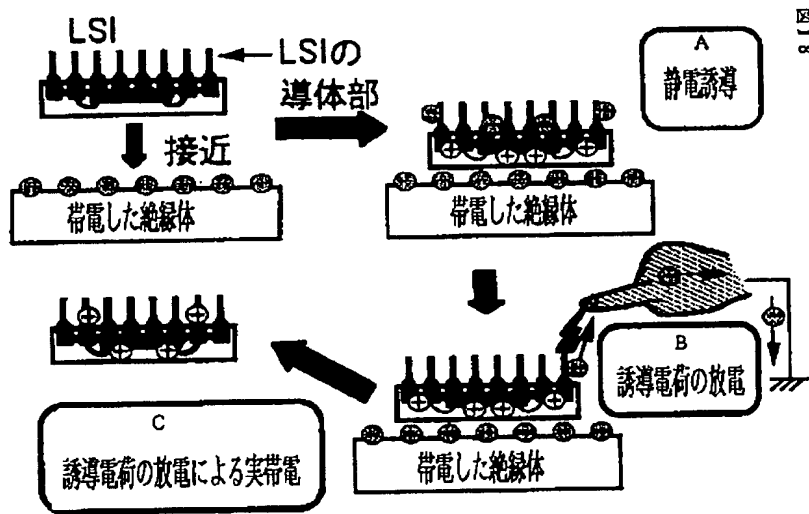 LSI
LSIの
導体部
接近
帯電した絶縁体
A
静電誘導
帯電した絶縁体
B
誘導電荷の放電
帯電した絶縁体
C
誘導電荷の放電による実帯電